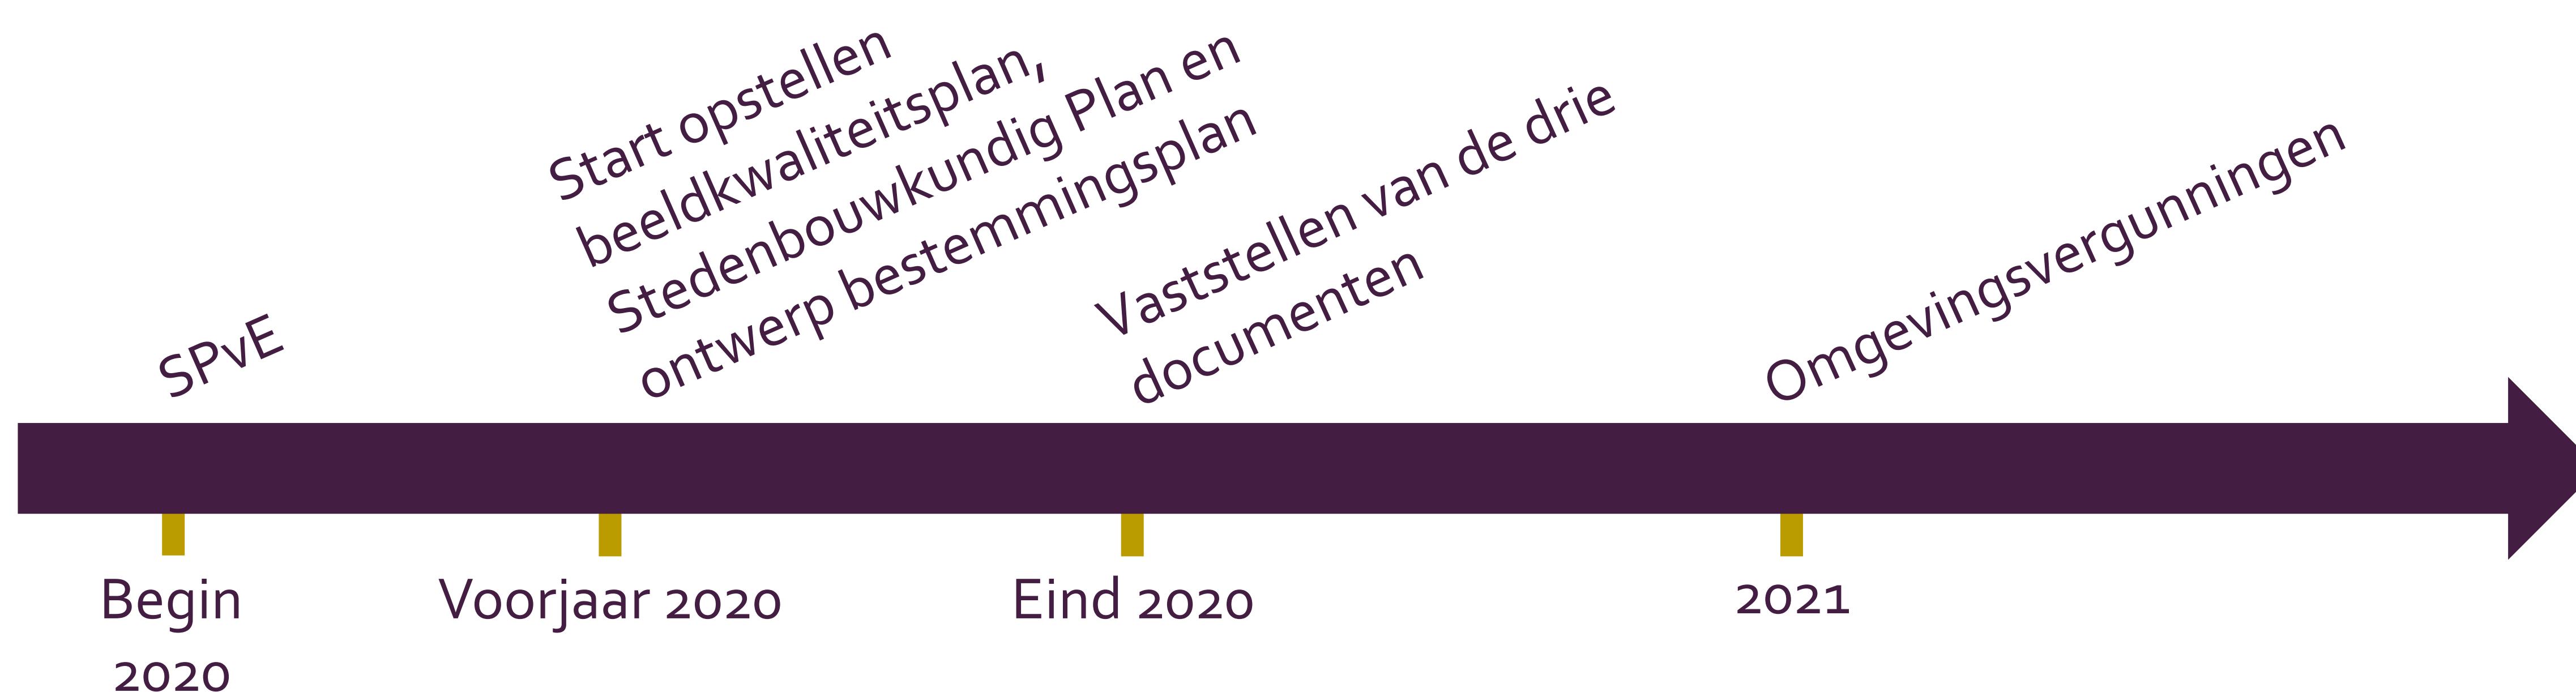 SPvE
Start opstellen
beeldkwaliteitsplan,
Stedenbouwkundig Plan en
ontwerp bestemmingsplan
Vaststellen van de drie
documenten
Omgevingsvergunningen
Begin
2020
Voorjaar 2020
Eind 2020
2021